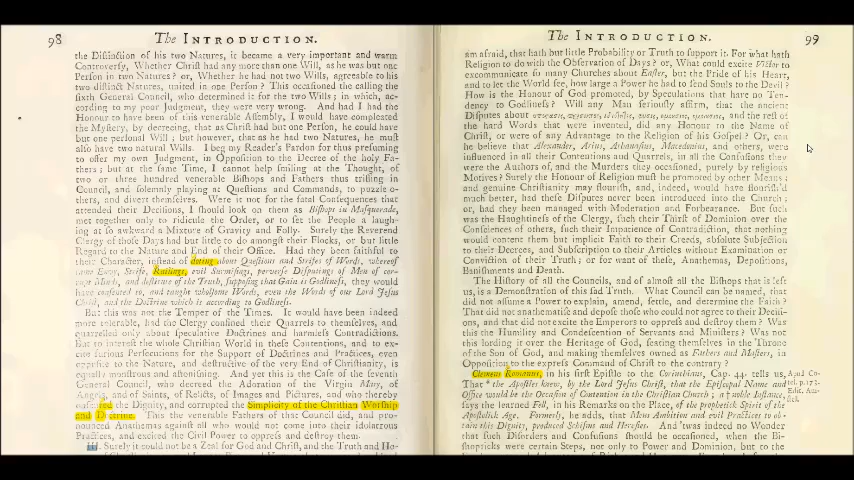 98 The INTRODUCTION.
the Distinction of his two Natures, it became a very important and warm
Controversy, Whether Christ had any more than one Will, as he was but one
Person in two Natures? or, Whether he had not two Wills, agreeable to his
two distinct Natures, united in one Person? This occasioned the calling the
sixth General Council, who determined it for the two Wills; in which,
according to my poor Judgment, they were very wrong. And had I had the
Honour to have been of this venerable Assembly, I would have completed
the Mystery, by decreeing, that as Christ had but one Person, he could have
but one personal Will; but however, that as he had two Natures, he must
also have two natural Wills. I beg my Reader's Pardon for thus presuming
to offer my own Judgment, in Opposition to the Decree of the holy Fa-
thers; but at the same Time, I cannot help smiling at the Thought, of
two or three hundred venerable Bishops and Fathers thus trifling in
Council, and solemnly playing at Questions and Commands, to puzzle o-
thers, and divert themselves. Were it not for the fatal Consequences that
attended their Decisions, I should look on them as Bishops in Masquerade,
met together only to ridicule the Order, or to set the People a laugh-
ing at so awkward a Mixture of Gravity and Folly. Surely the Reverend
Clergy of those Days had but little to do amongst their Flocks, or but little
Regard to the Nature and End of their Office. Had they been faithful to
their Character, instead of doting about Questions and Strifes of Words, whereof
came Envy, Strife, Railings, evil Surmisings, perverse Disputings of Men of cor-
rupt Minds, and destitute of the Truth, supposing that Gain is Godliness, they would
have consented to, and taught wholsome Words, even the Words of our Lord Jesus
Christ, and the Doctrine which is according to Godliness.
But this was not the Temper of the Times. It would have been indeed
more tolerable, had the Clergy confined their Quarrels to themselves, and
quarrelled only about speculative Doctrines and harmless Contradictions.
But to interest the whole Christian World in these Contentions, and to ex-
cite furious Persecutions for the Support of Doctrines and Practices, even
opposite to the Nature, and destructive of the very End of Christianity, is
equally monstrous and astonishing. And yet this is the Case of the seventh
General Council, who decreed the Adoration of the Virgin Mary, of
Angels, and of Saints, of Relicks, of Images and Pictures, and who thereby
the Dignity, and corrupted the Simplicity of the Christian Worship
and Doctrine. This the venerable Fathers of that Council did, and pro-
nounced Anathemas against all who would not come into their idolatrous
Practices, and excited the Civil Power to oppress and destroy them.
Surely it could not be a Zeal for God and Christ, and the Truth and Ho-
The INTRODUCTION. 99
am afraid, that hath but little Probability or Truth to support it. For what hath
Religion to do with the Observation of Days? or, What could excite Victor to
excommunicate so many Churches about Easter, but the Pride of his Heart,
and to let the World see, how large a Power he had to send Souls to the Devil?
How is the Honour of God promoted, by Speculations that have no Ten-
dency to Godliness? Will any Man seriously affirm, that the ancient
Disputes about and the rest of
the hard Words that were invented, did any Honour to the Name of
Christ, or were of any Advantage to the Religion of his Gospel? Or, can
he believe that Alexander, Arius, Athanasius, Macedonius, and others, were
influenced in all their Contentions and Quarrels, in all the Confusions they
were the Authors of, and the Murders they occasioned, purely by religious
Motives? Surely the Honour of Religion must be promoted by other Means;
and genuine Christianity may flourish, and, indeed, would have flourish'd
much better, had these Disputes never been introduced into the Church;
or, had they been managed with Moderation and Forbearance. But such
was the Haughtiness of the Clergy, such their Thirst of Dominion over the
Consciences of others, such their Impatience of Contradiction, that nothing
would content them but implicit Faith to their Creeds, absolute Subjection
to their Decrees, and Subscription to their Articles without Examination or
Conviction of their Truth; or for want of these, Anathemas, Depositions,
Banishments and Death.
The History of all the Councils, and of almost all the Bishops that is left
us, is a Demonstration of this sad Truth. What Council can be named, that
did not assume a Power to explain, amend, settle, and determine the Faith?
That did not anathematise and depose those who could not agree to their Decisi-
ons, and that did not excite the Emperors to oppress and destroy them? Was
this the Humility and Condescension of Servants and Ministers? Was not
this lording it over the Heritage of God, seating themselves in the Throne
of the Son of God, and making themselves owned as Fathers and Masters, in
Opposition to the express Command of Christ to the contrary?
Clemens Romanus, in his first Epistle to the Corinthians, Cap. 44. tells us,
That the Apostles knew, by the Lord Jesus Christ, that the Episcopal Name and
Office would be the Occasion of Contention in the Christian Church; a noble Instance,
says the learned Fell, in his Remarks on the Place, of the prophetick Spirit of the
Apostolick Age. Formerly, he adds, that Mens Ambition and evil Practices to ob-
tain this Dignity, produced Schisms and Heresies. And 'twas indeed no Wonder
that such Disorders and Confusions should be occasioned, when the Bi-
shopricks were certain Steps, not only to Power and Dominion, but to the
Apud Co-
tel. p.173.
Edit. Am-